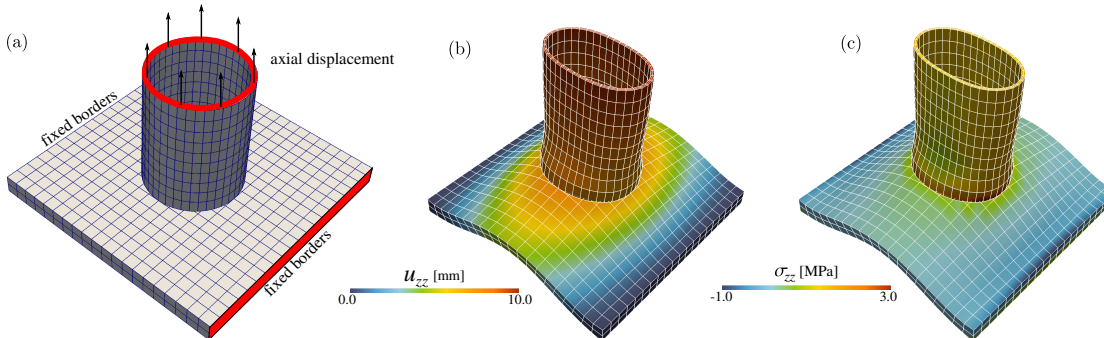 (a)
axial displacement
fixed borders
fixed borders
(b)
u_zz [mm]
0.0 10.0
(c)
σ_zz [MPa]
-1.0 3.0